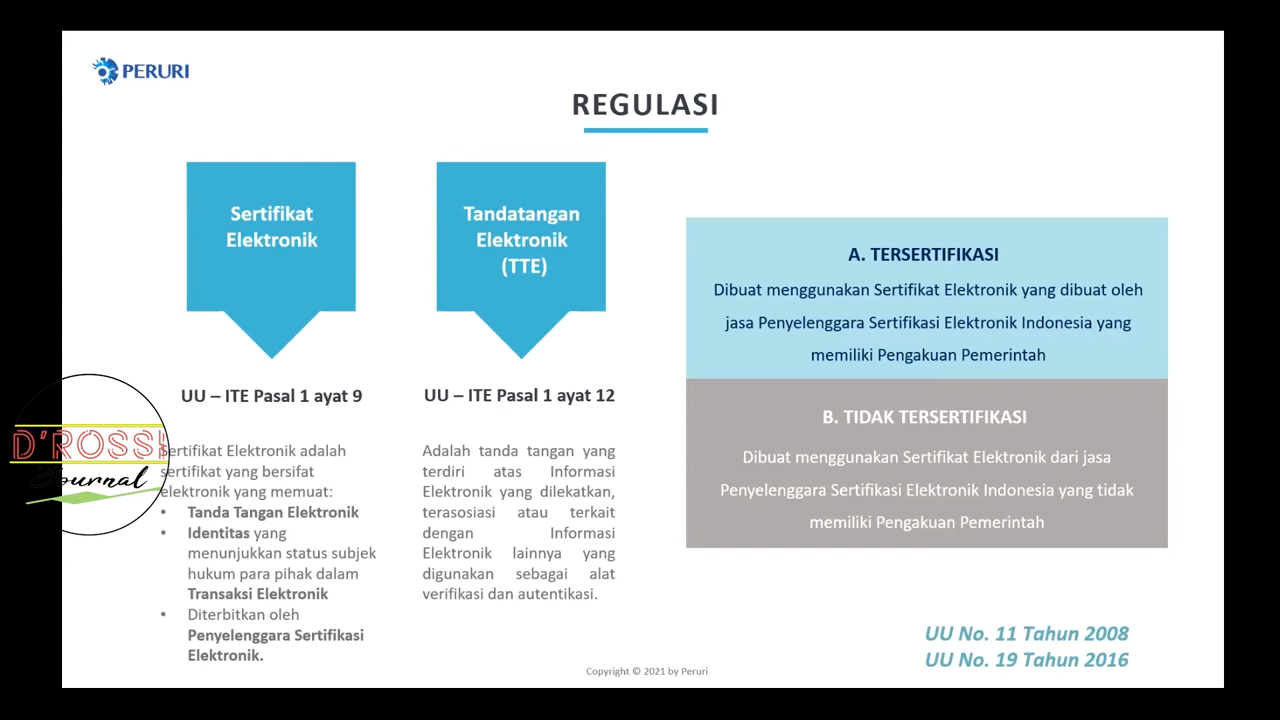 PERURI
REGULASI
Sertifikat
Elektronik
Tandatangan
Elektronik
(TTE)
UU – ITE Pasal 1 ayat 9
Sertifikat Elektronik adalah
sertifikat yang bersifat
elektronik yang memuat:
• Tanda Tangan Elektronik
• Identitas yang
menunjukkan status subjek
hukum para pihak dalam
Transaksi Elektronik
• Diterbitkan oleh
Penyelenggara Sertifikasi
Elektronik.
UU – ITE Pasal 1 ayat 12
Adalah tanda tangan yang
terdiri atas Informasi
Elektronik yang dilekatkan,
terasosiasi atau terkait
dengan Informasi
Elektronik lainnya yang
digunakan sebagai alat
verifikasi dan autentikasi.
A. TERSERTIFIKASI
Dibuat menggunakan Sertifikat Elektronik yang dibuat oleh
jasa Penyelenggara Sertifikasi Elektronik Indonesia yang
memiliki Pengakuan Pemerintah
B. TIDAK TERSERTIFIKASI
Dibuat menggunakan Sertifikat Elektronik dari jasa
Penyelenggara Sertifikasi Elektronik Indonesia yang tidak
memiliki Pengakuan Pemerintah
UU No. 11 Tahun 2008
UU No. 19 Tahun 2016
Copyright © 2021 by Peruri
D'ROSSI
Journal